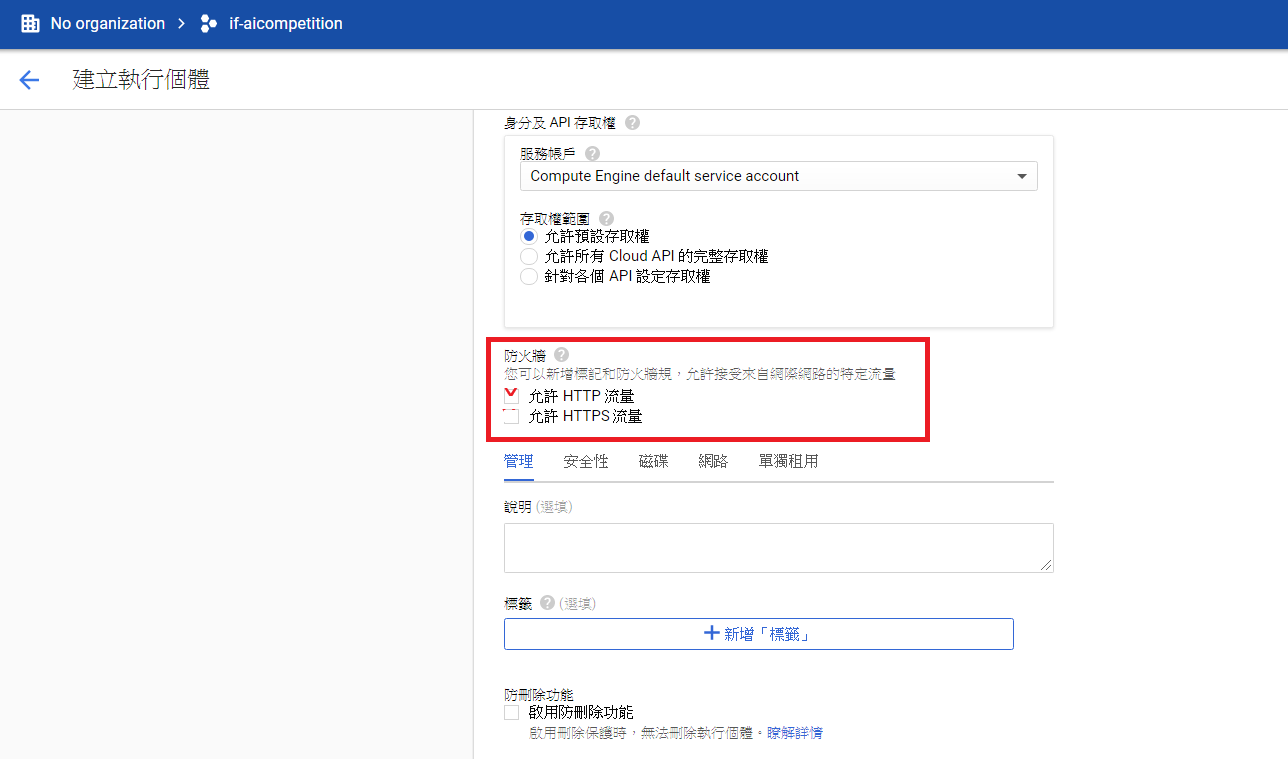 No organization > if-aicompetition
建立執行個體
身分及 API 存取權
服務帳戶
Compute Engine default service account
存取權範圍
允許預設存取權
允許所有 Cloud API 的完整存取權
針對各個 API 設定存取權
防火牆
您可以新增標記和防火牆規，允許接受來自網際網路的特定流量
允許 HTTP 流量
允許 HTTPS 流量
管理 安全性 磁碟 網路 單獨租用
說明 (選填)
標籤 (選填)
+ 新增「標籤」
防刪除功能
啟用防刪除功能
啟用刪除保護時，無法刪除執行個體。瞭解詳情